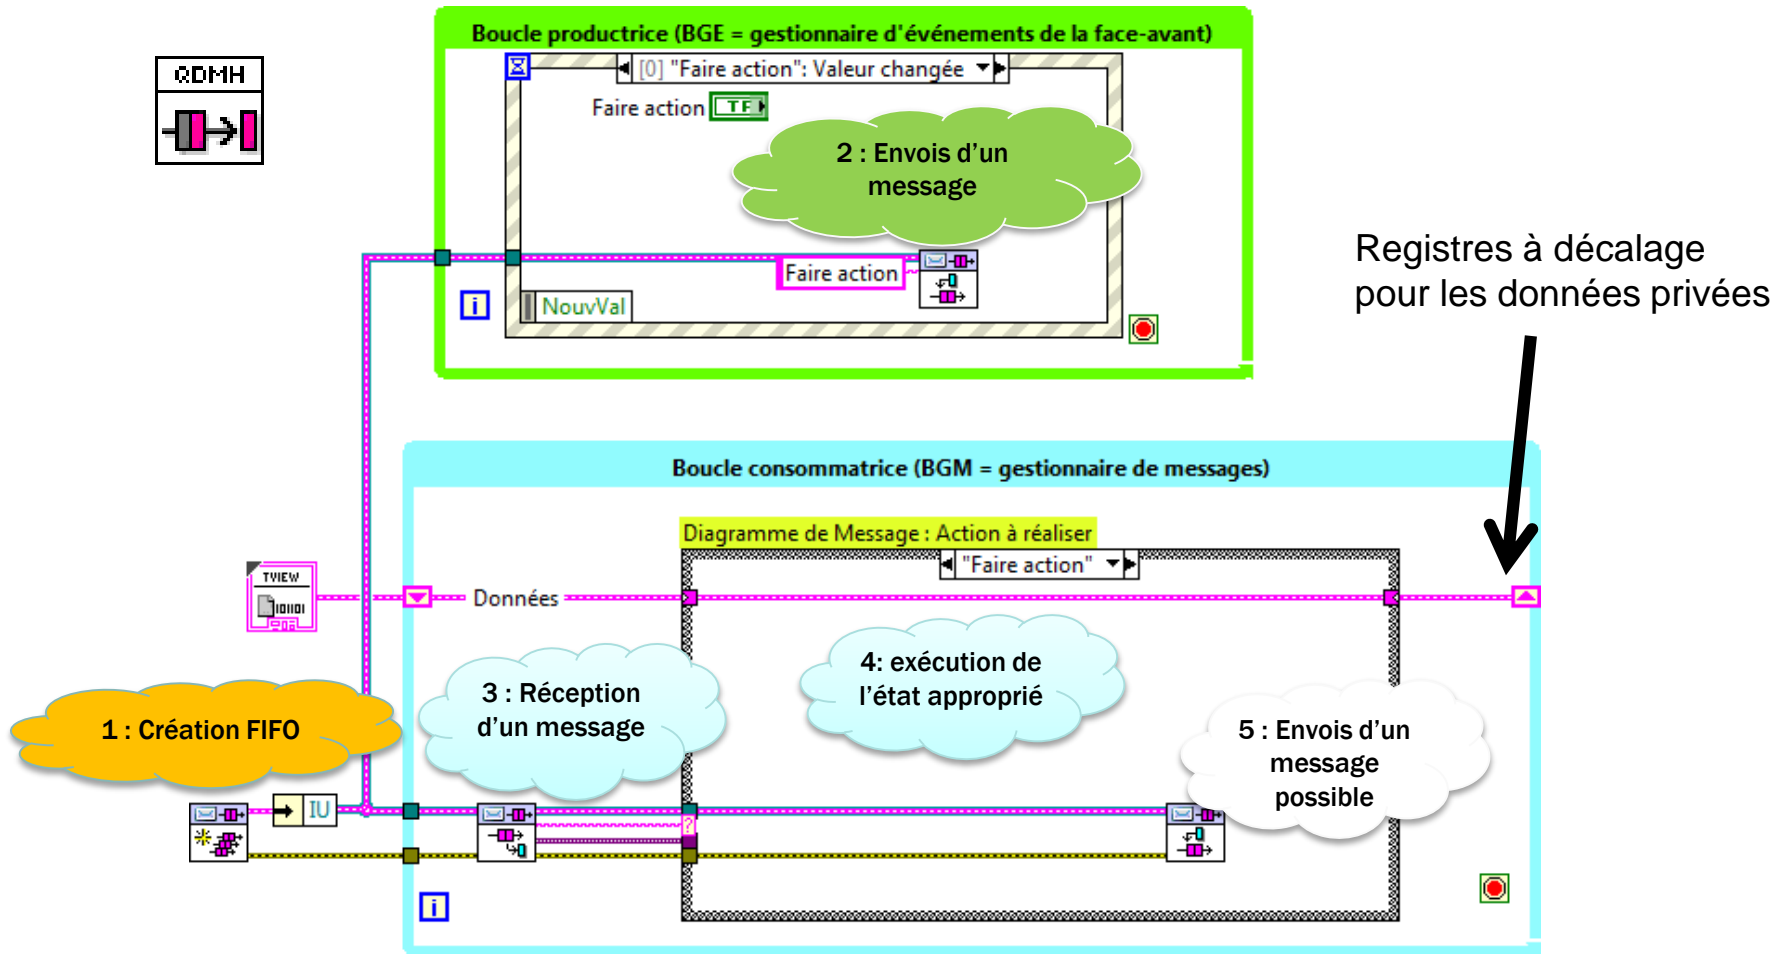 Boucle productrice (BGE = gestionnaire d'événements de la face-avant)
QDMH
[0] "Faire action": Valeur changée
Faire action
TF
2 : Envois d’un
message
Faire action
NouvVal
i
Registres à décalage
pour les données privées
Boucle consommatrice (BGM = gestionnaire de messages)
Diagramme de Message : Action à réaliser
"Faire action"
TVIEW
Données
3 : Réception
d’un message
4: exécution de
l’état approprié
1 : Création FIFO
5 : Envois d’un
message
possible
IU
?
i